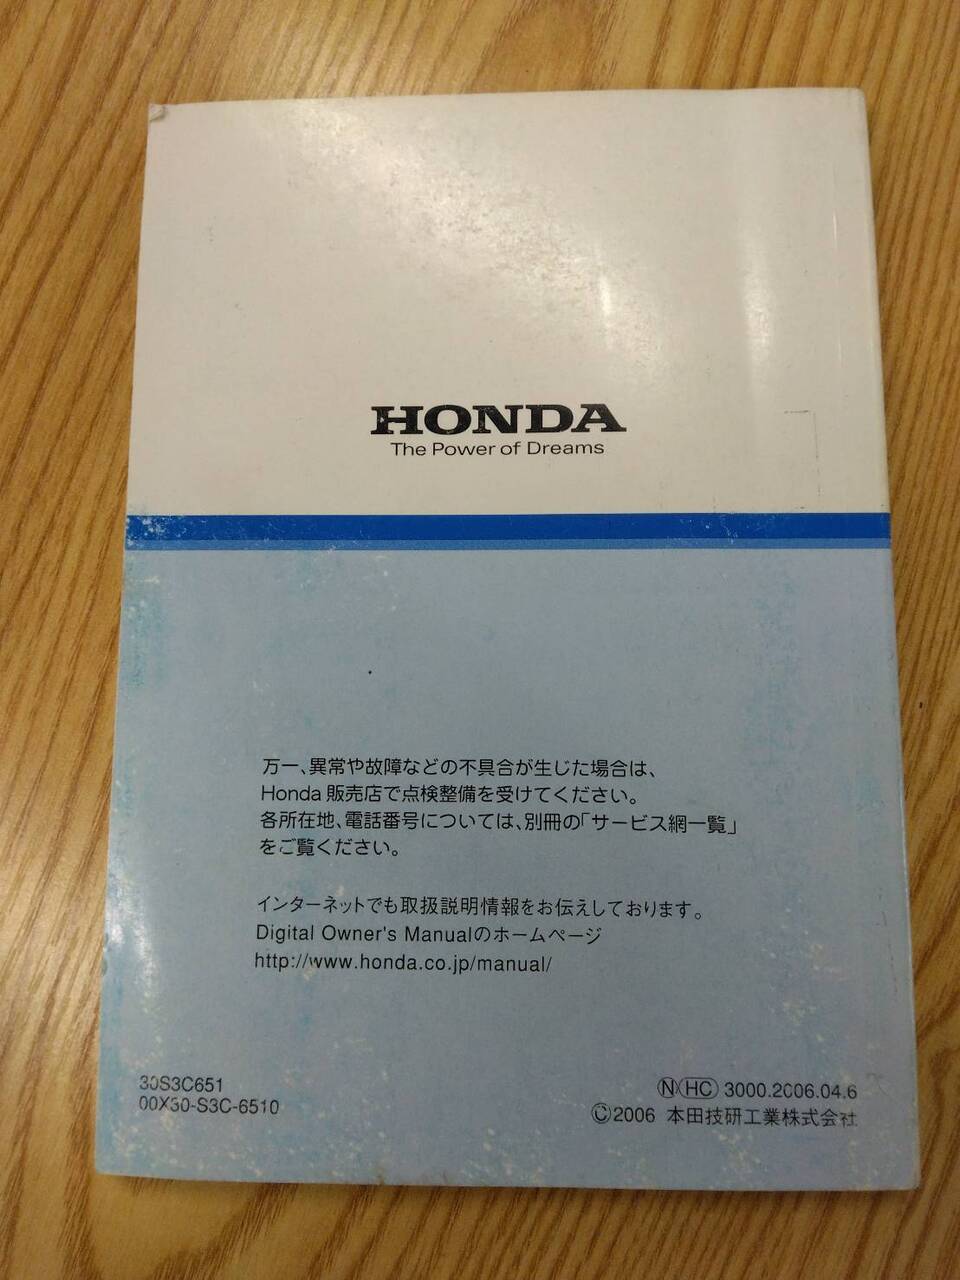 HONDA
The Power of Dreams
万一、異常や故障などの不具合が生じた場合は、
Honda 販売店で点検整備を受けてください。
各所在地、電話番号については、別冊の「サービス網一覧」
をご覧ください。
インターネットでも取扱説明情報をお伝えしております。
Digital Owner's Manualのホームページ
http://www.honda.co.jp/manual/
30S3C651
00X30-S3C-6510
Ⓝ HC 3000.2006.04.6
©2006 本田技研工業株式会社